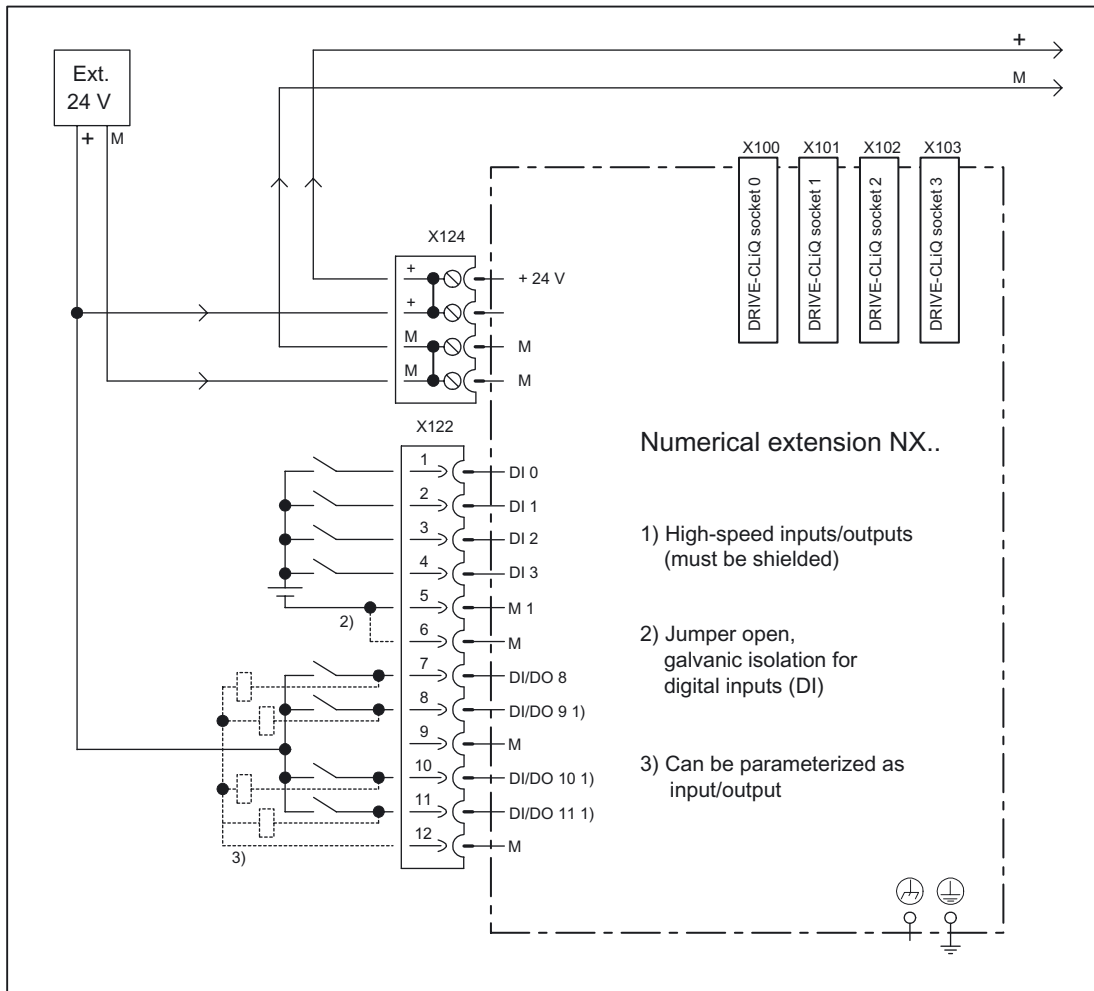 Ext.
24 V
+ M
+
M
X100 X101 X102 X103
DRIVE-CLiQ socket 0
DRIVE-CLiQ socket 1
DRIVE-CLiQ socket 2
DRIVE-CLiQ socket 3
X124
+ + 24 V
+
M M
M M
X122
1 DI 0
2 DI 1
3 DI 2
4 DI 3
5 M 1
2)
6 M
7 DI/DO 8
8 DI/DO 9 1)
9 M
10 DI/DO 10 1)
11 DI/DO 11 1)
12 M
3)
Numerical extension NX..
1) High-speed inputs/outputs
(must be shielded)
2) Jumper open,
galvanic isolation for
digital inputs (DI)
3) Can be parameterized as
input/output